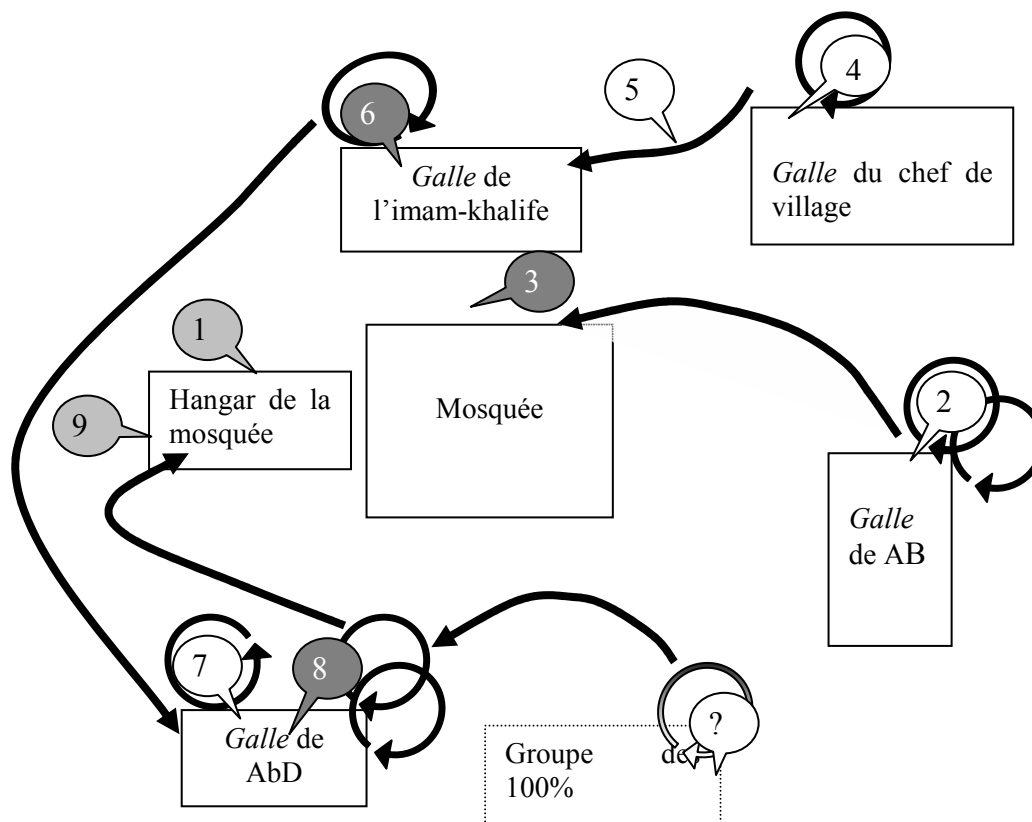 4
5
6
Galle de
l’imam-khalife
Galle du chef de
village
3
1
Hangar de la
mosquée
9
Mosquée
2
Galle
de AB
7
8
Galle de
AbD
?
Groupe de
100%